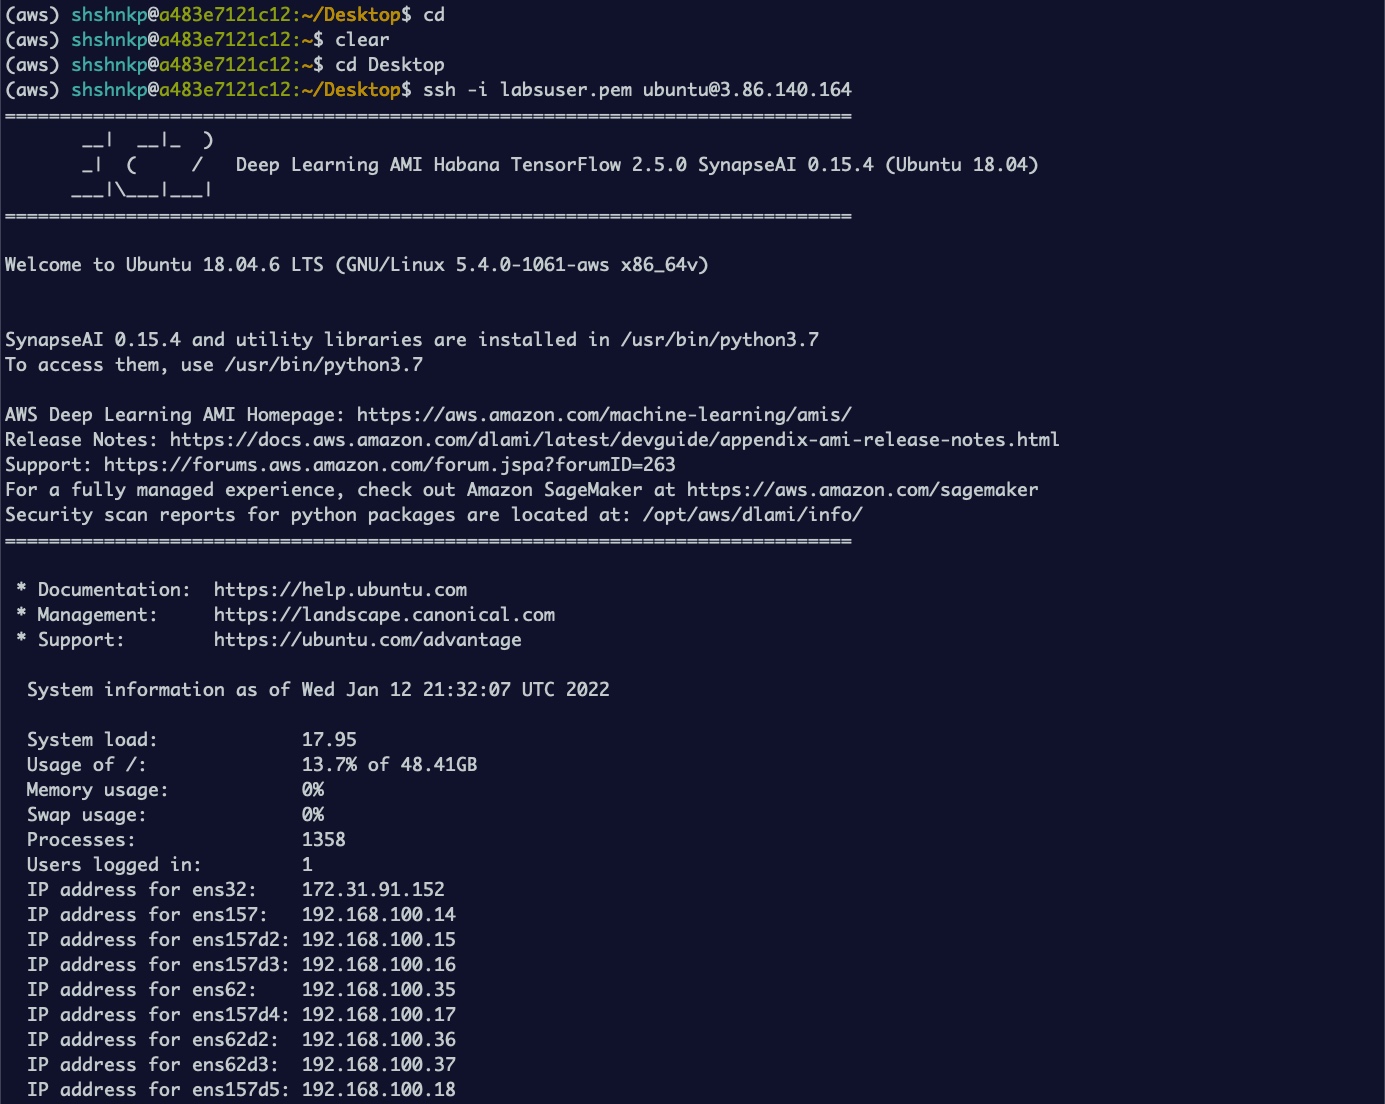 (aws) shshnkp@a483e7121c12:~/Desktop$ cd
(aws) shshnkp@a483e7121c12:~$ clear
(aws) shshnkp@a483e7121c12:~$ cd Desktop
(aws) shshnkp@a483e7121c12:~/Desktop$ ssh -i labsuser.pem ubuntu@3.86.140.164
=============================================================================
       __|  __|_  )
       _|  (     /   Deep Learning AMI Habana TensorFlow 2.5.0 SynapseAI 0.15.4 (Ubuntu 18.04)
      ___|\___|___|
=============================================================================

Welcome to Ubuntu 18.04.6 LTS (GNU/Linux 5.4.0-1061-aws x86_64v)

SynapseAI 0.15.4 and utility libraries are installed in /usr/bin/python3.7
To access them, use /usr/bin/python3.7

AWS Deep Learning AMI Homepage: https://aws.amazon.com/machine-learning/amis/
Release Notes: https://docs.aws.amazon.com/dlami/latest/devguide/appendix-ami-release-notes.html
Support: https://forums.aws.amazon.com/forum.jspa?forumID=263
For a fully managed experience, check out Amazon SageMaker at https://aws.amazon.com/sagemaker
Security scan reports for python packages are located at: /opt/aws/dlami/info/
=============================================================================

 * Documentation:  https://help.ubuntu.com
 * Management:     https://landscape.canonical.com
 * Support:        https://ubuntu.com/advantage

  System information as of Wed Jan 12 21:32:07 UTC 2022

  System load:             17.95
  Usage of /:              13.7% of 48.41GB
  Memory usage:            0%
  Swap usage:              0%
  Processes:               1358
  Users logged in:         1
  IP address for ens32:    172.31.91.152
  IP address for ens157:   192.168.100.14
  IP address for ens157d2: 192.168.100.15
  IP address for ens157d3: 192.168.100.16
  IP address for ens62:    192.168.100.35
  IP address for ens157d4: 192.168.100.17
  IP address for ens62d2:  192.168.100.36
  IP address for ens62d3:  192.168.100.37
  IP address for ens157d5: 192.168.100.18